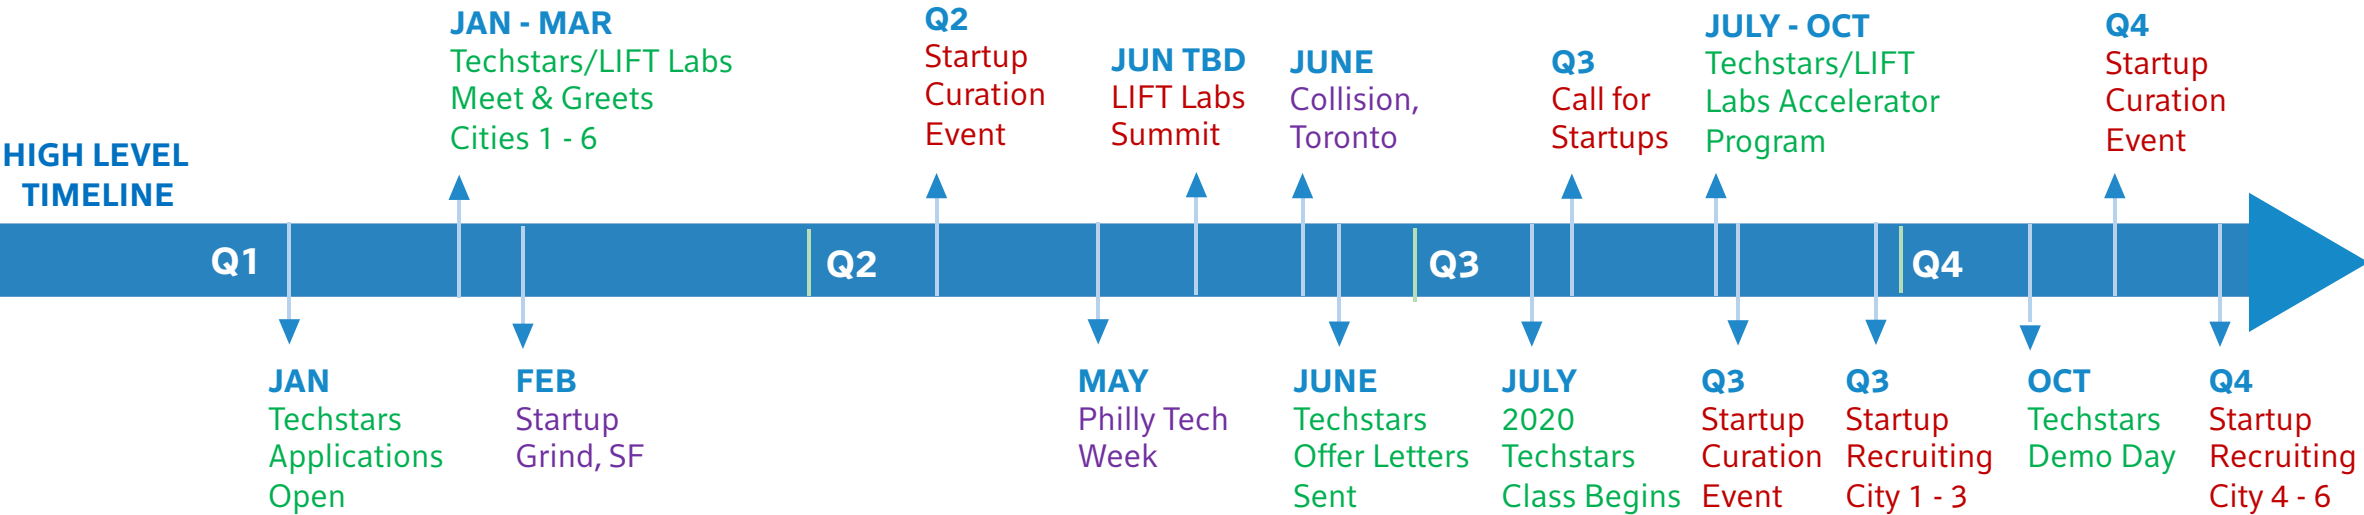 HIGH LEVEL
TIMELINE
JAN - MAR
Techstars/LIFT Labs
Meet & Greets
Cities 1 - 6
Q2
Startup
Curation
Event
JUN TBD
LIFT Labs
Summit
JUNE
Collision,
Toronto
Q3
Call for
Startups
JULY - OCT
Techstars/LIFT
Labs Accelerator
Program
Q4
Startup
Curation
Event
Q1
Q2
Q3
Q4
JAN
Techstars
Applications
Open
FEB
Startup
Grind, SF
MAY
Philly Tech
Week
JUNE
Techstars
Offer Letters
Sent
JULY
2020
Techstars
Class Begins
Q3
Startup
Curation
Event
Q3
Startup
Recruiting
City 1 - 3
OCT
Techstars
Demo Day
Q4
Startup
Recruiting
City 4 - 6